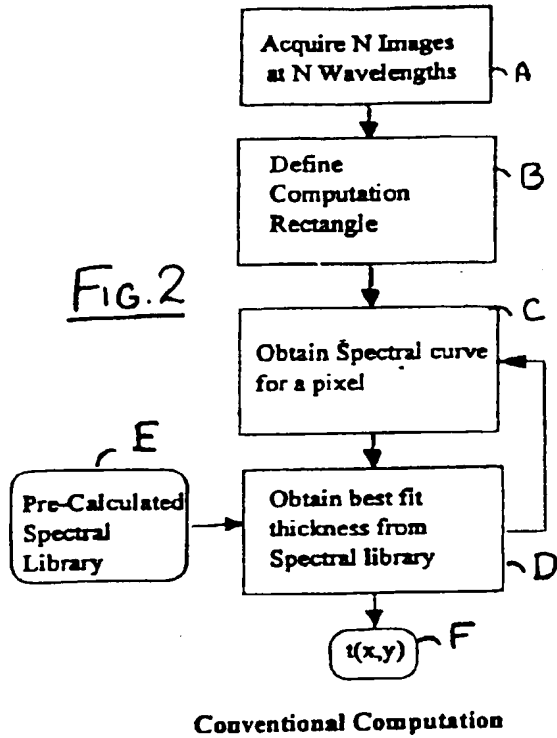 Acquire N Images
at N Wavelengths
A
Define
Computation
Rectangle
B
FIG. 2
C
Obtain Spectral curve
for a pixel
E
Pre-Calculated
Spectral
Library
Obtain best fit
thickness from
Spectral library
D
t(x,y)
F
Conventional Computation